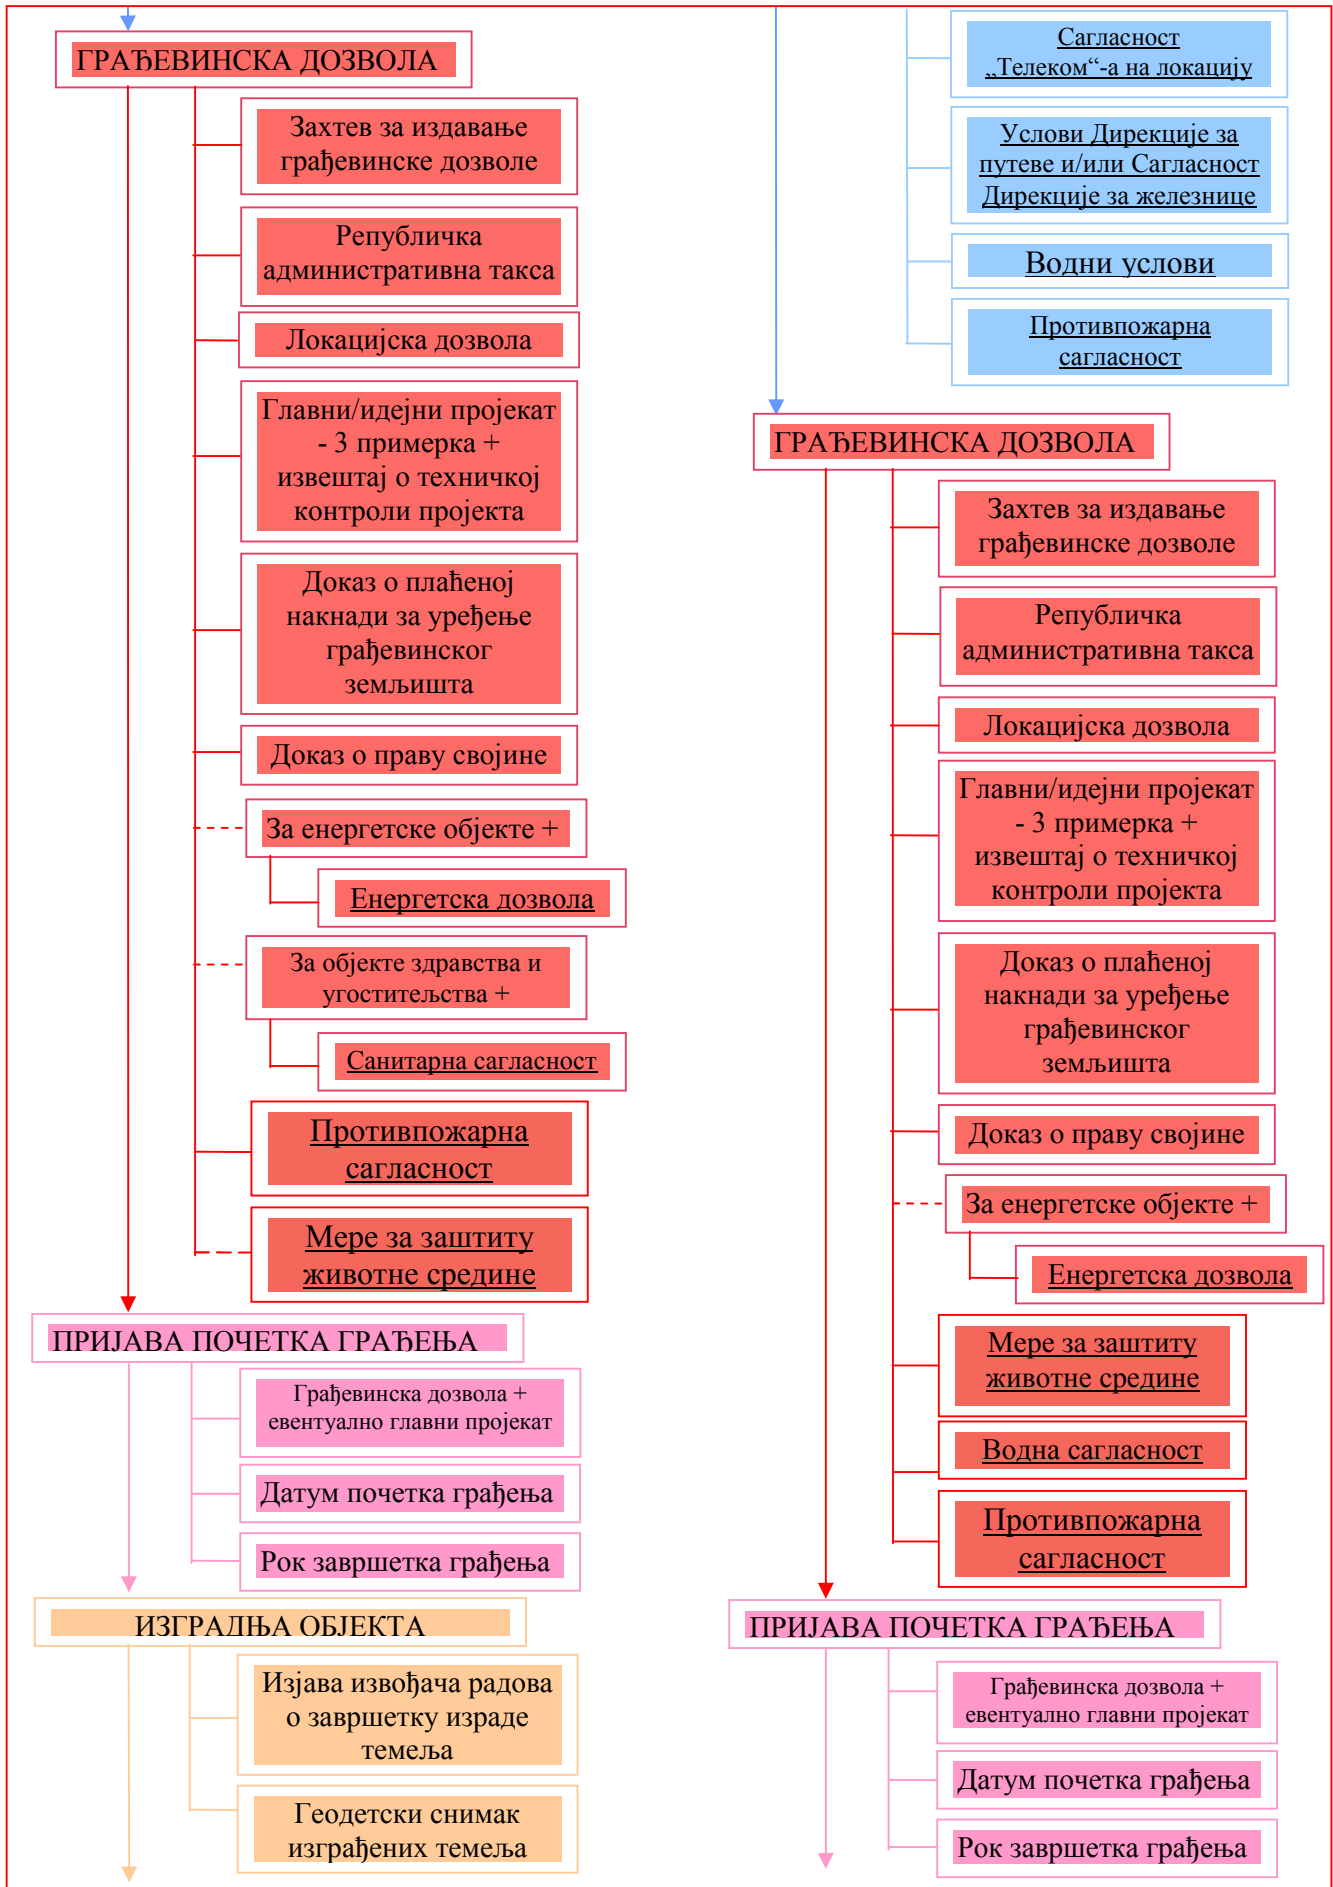 ГРАЂЕВИНСКА ДОЗВОЛА
Захтев за издавање
грађевинске дозволе
Републичка
административна такса
Локацијска дозвола
Главни/идејни пројекат
- 3 примерка +
извештај о техничкој
контроли пројекта
Доказ о плаћеној
накнади за уређење
грађевинског
земљишта
Доказ о праву својине
За енергетске објекте +
Енергетска дозвола
За објекте здравства и
угоститељства +
Санитарна сагласност
Противпожарна
сагласност
Мере за заштиту
животне средине
ПРИЈАВА ПОЧЕТКА ГРАЂЕЊА
Грађевинска дозвола +
евентуално главни пројекат
Датум почетка грађења
Рок завршетка грађења
ИЗГРАДЊА ОБЈЕКТА
Изјава извођача радова
о завршетку израде
темеља
Геодетски снимак
изграђених темеља
Сагласност
„Телеком“-а на локацију
Услови Дирекције за
путеве и/или Сагласност
Дирекције за железнице
Водни услови
Противпожарна
сагласност
ГРАЂЕВИНСКА ДОЗВОЛА
Захтев за издавање
грађевинске дозволе
Републичка
административна такса
Локацијска дозвола
Главни/идејни пројекат
- 3 примерка +
извештај о техничкој
контроли пројекта
Доказ о плаћеној
накнади за уређење
грађевинског
земљишта
Доказ о праву својине
За енергетске објекте +
Енергетска дозвола
Мере за заштиту
животне средине
Водна сагласност
Противпожарна
сагласност
ПРИЈАВА ПОЧЕТКА ГРАЂЕЊА
Грађевинска дозвола +
евентуално главни пројекат
Датум почетка грађења
Рок завршетка грађења